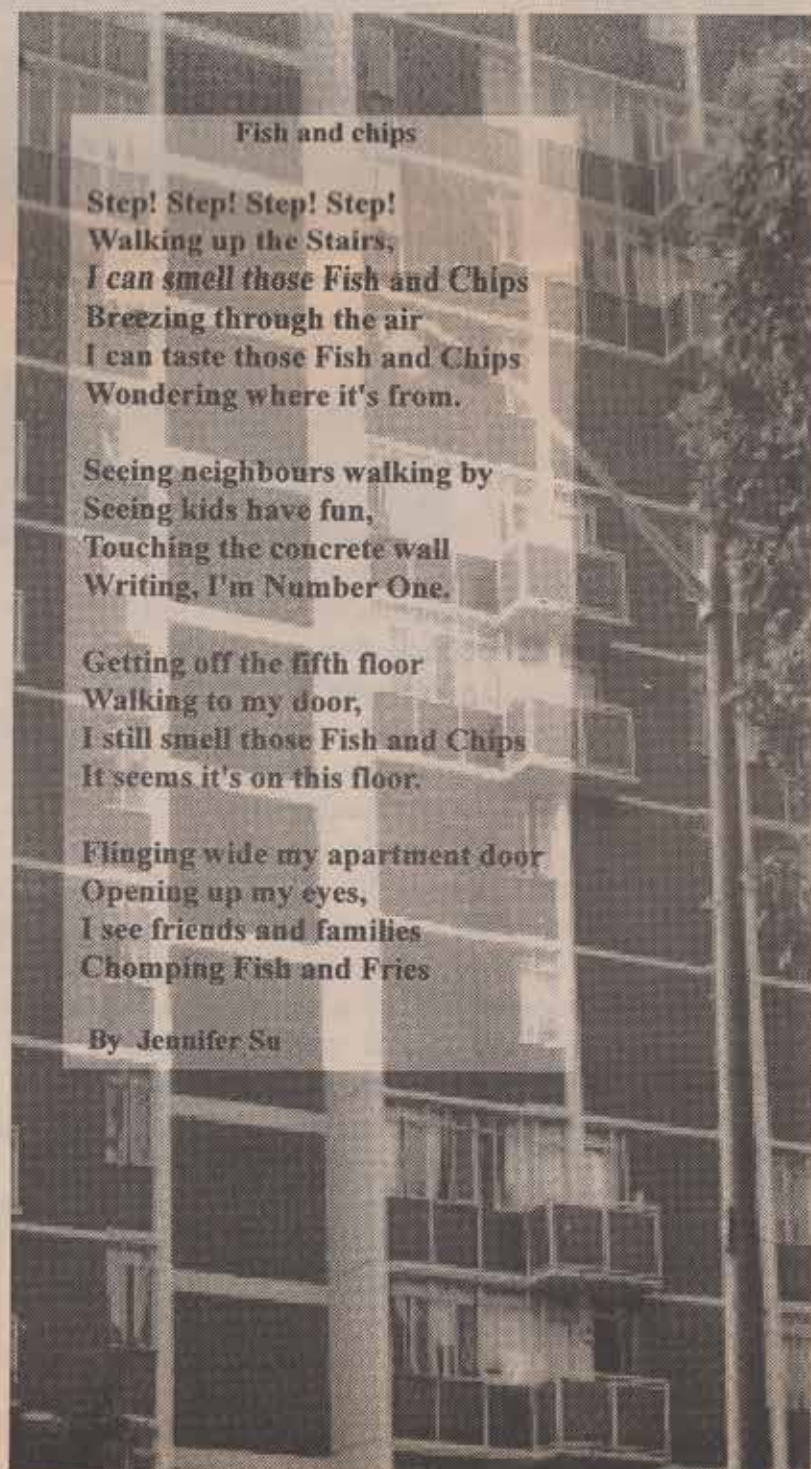 Fish and chips
Step! Step! Step! Step!
Walking up the Stairs,
I can smell those Fish and Chips
Breezing through the air
I can taste those Fish and Chips
Wondering where it's from.
Seeing neighbours walking by
Seeing kids have fun,
Touching the concrete wall
Writing, I'm Number One.
Getting off the fifth floor
Walking to my door,
I still smell those Fish and Chips
It seems it's on this floor.
Flinging wide my apartment door
Opening up my eyes,
I see friends and families
Chomping Fish and Fries
By Jennifer Su